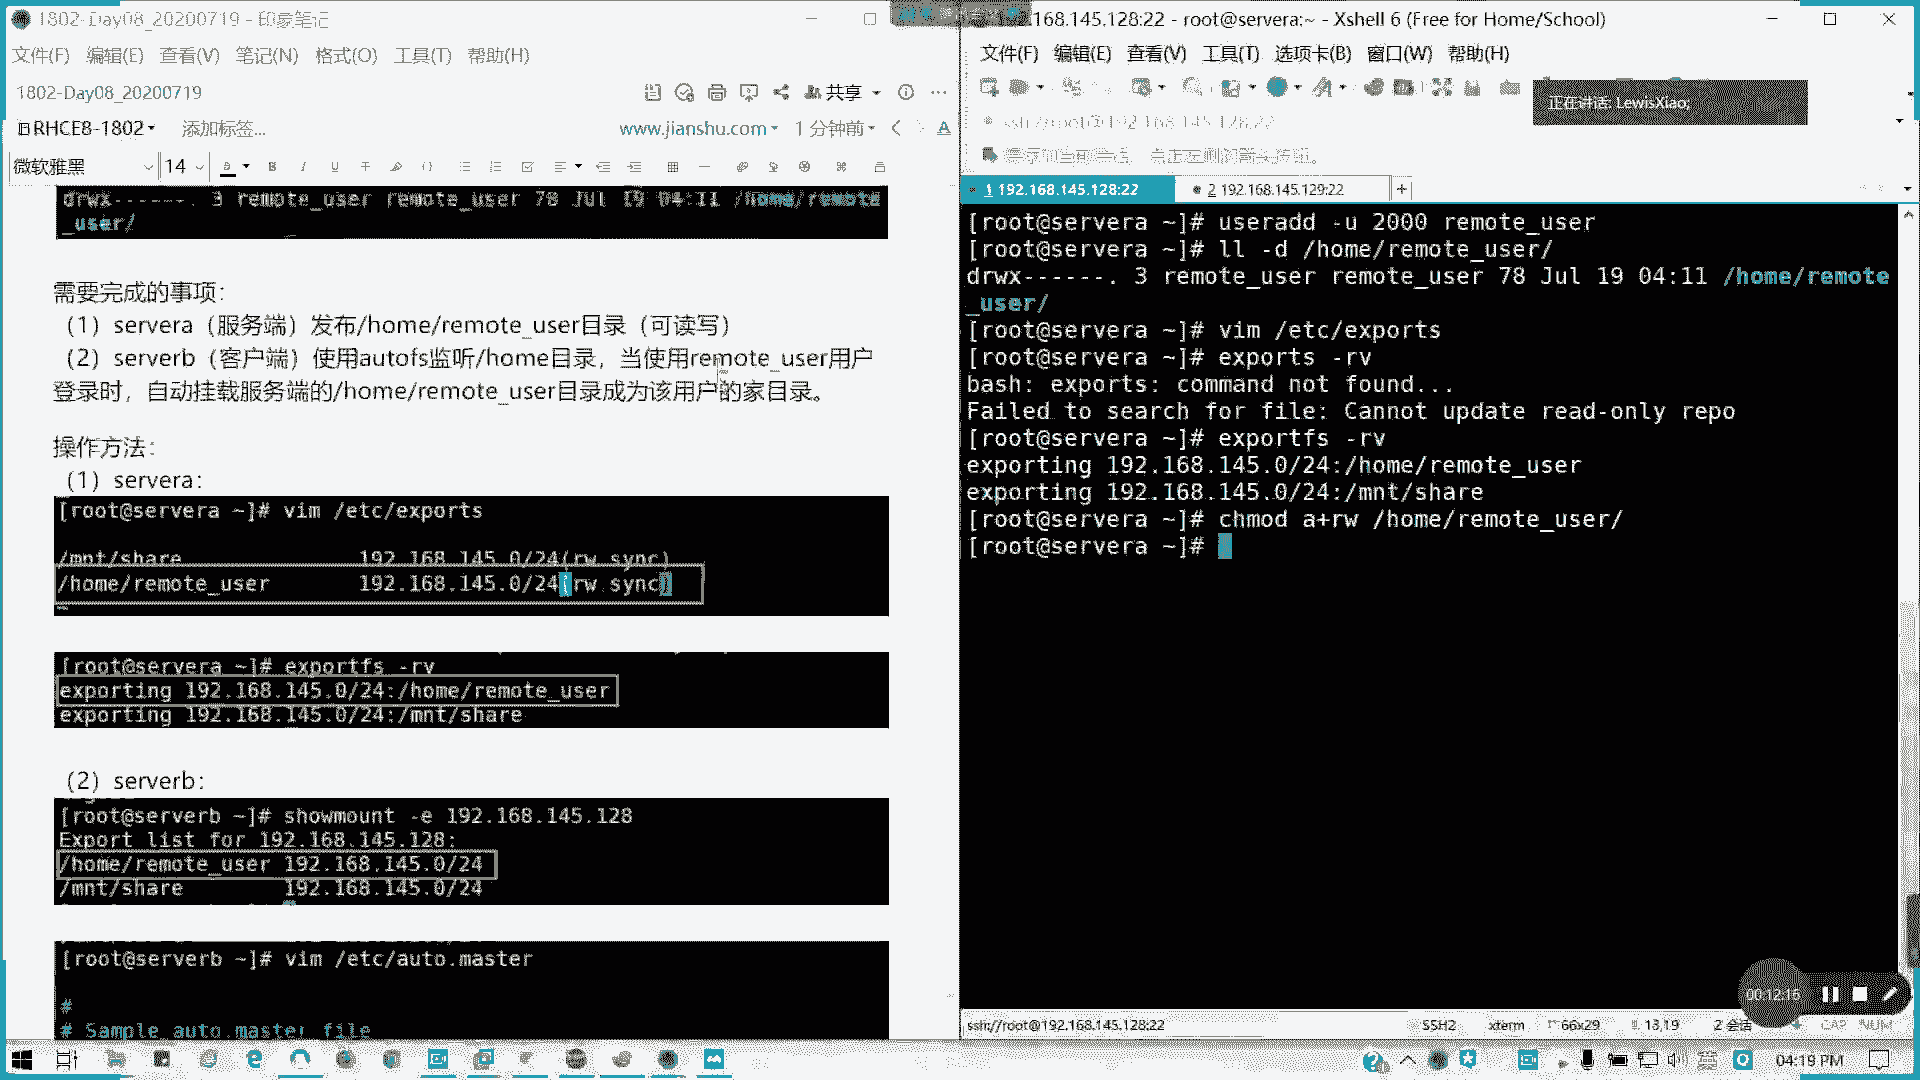 1802-Day08_20200719 - 印象笔记
文件(F) 编辑(E) 查看(V) 笔记(N) 格式(O) 工具(T) 帮助(H)
1802-Day08_20200719
共享
RHCE8-1802
添加标签...
www.jianshu.com
1 分钟前
微软雅黑
14
drwx------. 3 remote_user remote_user 78 Jul 19 04:11 /home/remote
_user/
需要完成的事项：
（1）servera（服务端）发布/home/remote_user目录（可读写）
（2）serverb（客户端）使用autofs监听/home目录，当使用remote_user用户
登录时，自动挂载服务端的/home/remote_user目录成为该用户的家目录。
操作方法：
（1）servera：
[root@servera ~]# vim /etc/exports
/mnt/share 192.168.145.0/24(rw,sync)
/home/remote_user 192.168.145.0/24(rw,sync)
[root@servera ~]# exportfs -rv
exporting 192.168.145.0/24:/home/remote_user
exporting 192.168.145.0/24:/mnt/share
（2）serverb：
[root@serverb ~]# showmount -e 192.168.145.128
Export list for 192.168.145.128:
/home/remote_user 192.168.145.0/24
/mnt/share 192.168.145.0/24
[root@serverb ~]# vim /etc/auto.master
#
# Sample auto.master file
192.168.145.128:22 - root@servera:~ - Xshell 6 (Free for Home/School)
文件(F) 编辑(E) 查看(V) 工具(T) 选项卡(B) 窗口(W) 帮助(H)
正在讲话: LewisXiao;
ssh://root@192.168.145.128:22
1 192.168.145.128:22
2 192.168.145.129:22
[root@servera ~]# useradd -u 2000 remote_user
[root@servera ~]# ll -d /home/remote_user/
drwx------. 3 remote_user remote_user 78 Jul 19 04:11 /home/remote
_user/
[root@servera ~]# vim /etc/exports
[root@servera ~]# exports -rv
bash: exports: command not found...
Failed to search for file: Cannot update read-only repo
[root@servera ~]# exportfs -rv
exporting 192.168.145.0/24:/home/remote_user
exporting 192.168.145.0/24:/mnt/share
[root@servera ~]# chmod a+rw /home/remote_user/
[root@servera ~]#
00:12:15
ssh://root@192.168.145.128:22
SSH2
xterm
66x29
13,19
2 会话
CAP
NUM
英
04:19 PM